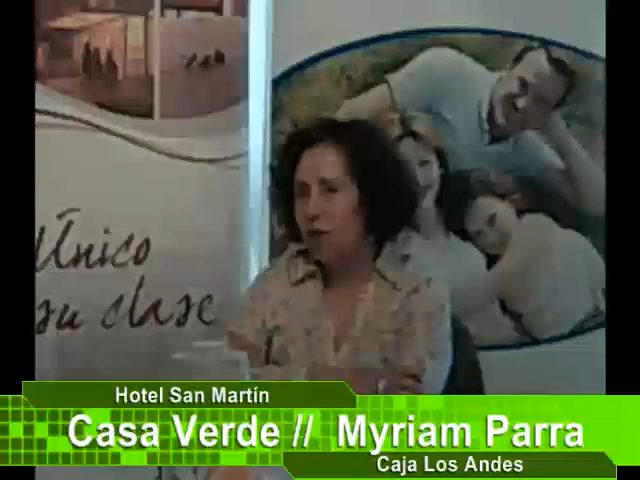 Único
su clase
Hotel San Martín
Casa Verde // Myriam Parra
Caja Los Andes